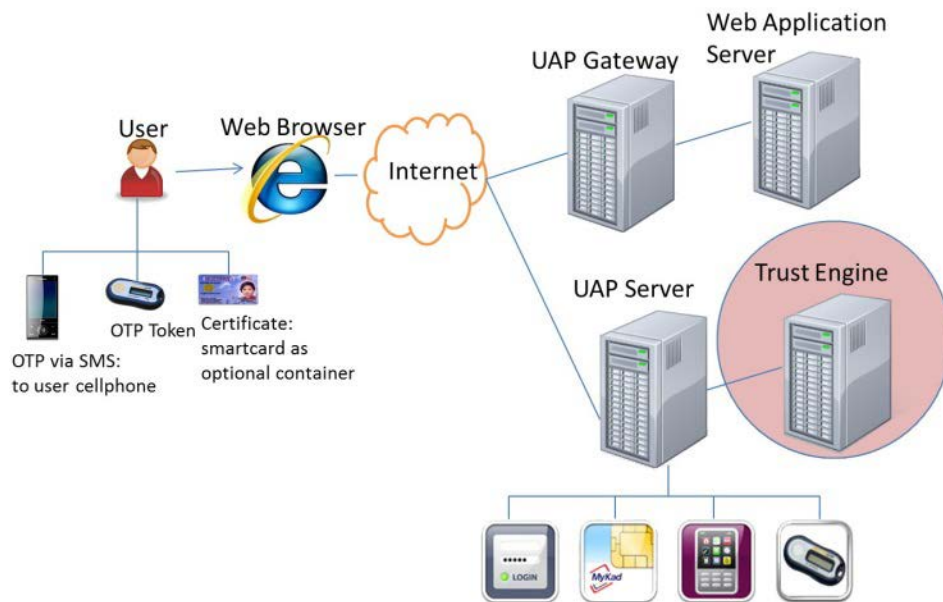 Web Application
Server
UAP Gateway
User
Web Browser
Internet
OTP Token
Certificate:
smartcard as
optional container
OTP via SMS:
to user cellphone
UAP Server
Trust Engine
LOGIN
MyKad